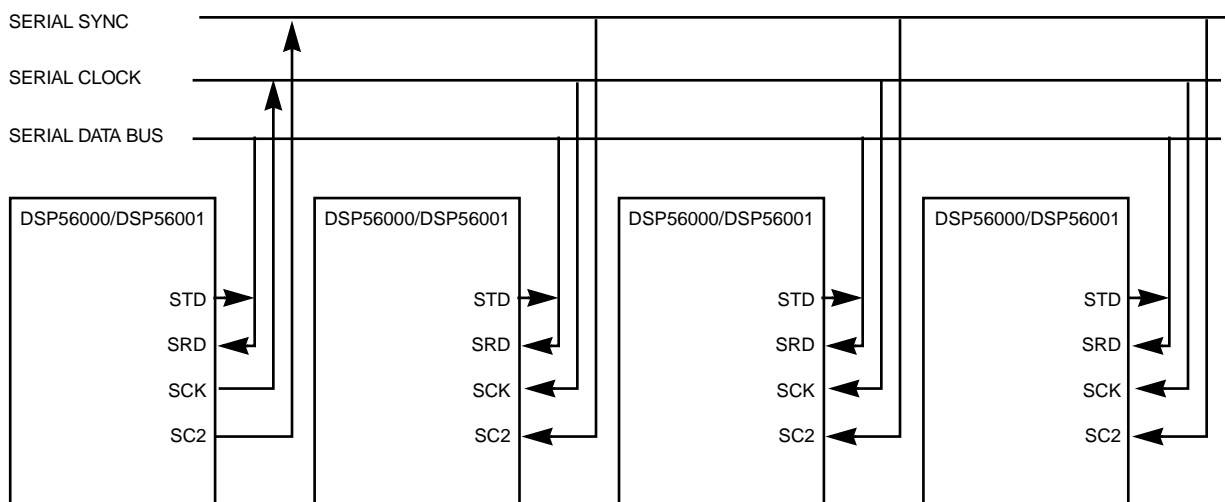 SERIAL SYNC
SERIAL CLOCK
SERIAL DATA BUS
DSP56000/DSP56001
STD
SRD
SCK
SC2
DSP56000/DSP56001
STD
SRD
SCK
SC2
DSP56000/DSP56001
STD
SRD
SCK
SC2
DSP56000/DSP56001
STD
SRD
SCK
SC2